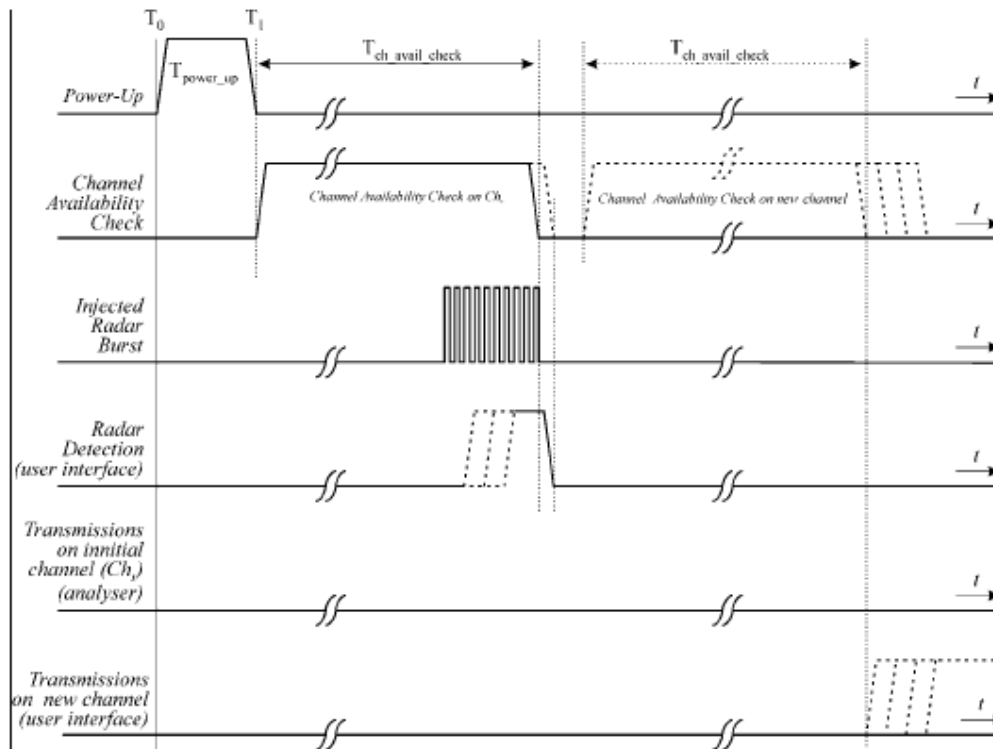 T0 T1
Tch_avail_check Tch_avail_check
Tpower_up
Power-Up t
Channel
Availability
Check
Channel Availability Check on Chr
Channel Availability Check on new channel
t
Injected
Radar
Burst
t
Radar
Detection
(user interface)
t
Transmissions
on innitial
channel (Chr)
(analyser)
t
Transmissions
on new channel
(user interface)
t